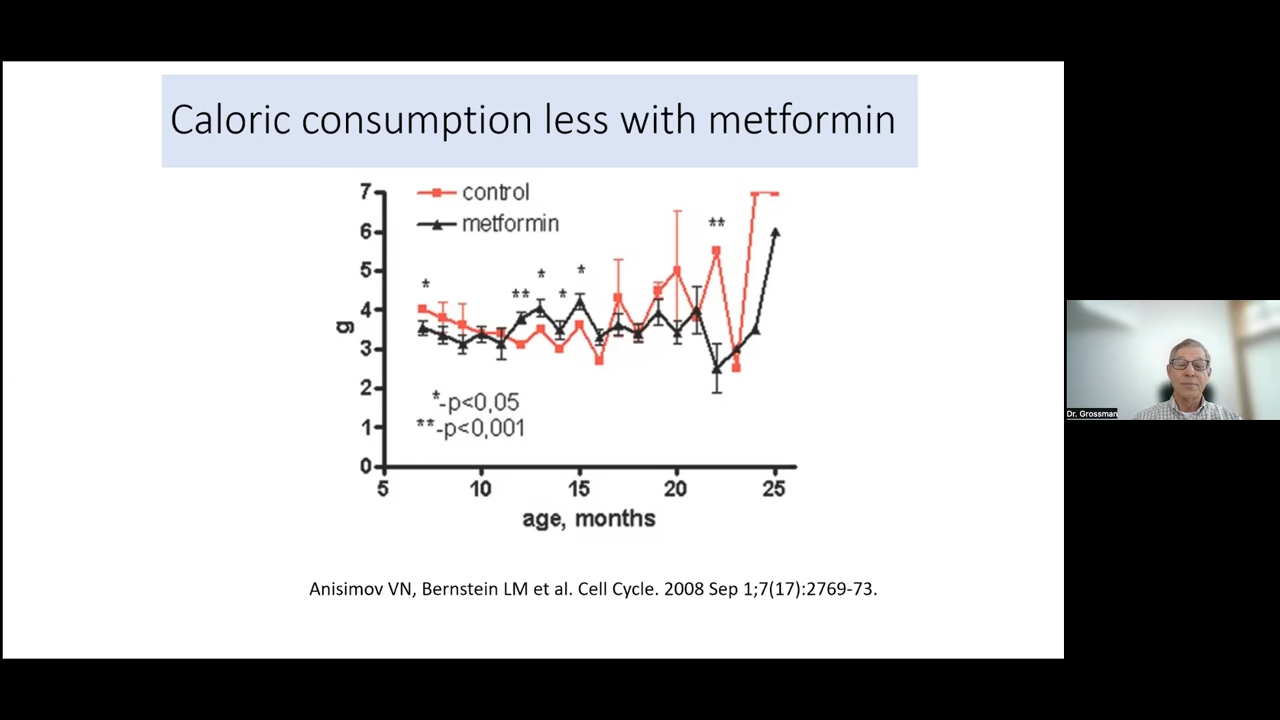 Caloric consumption less with metformin
7
control
metformin
6
**
5
*
*
*
** *
4
g
3
2
*-p<0,05
**-p<0,001
1
0
5 10 15 20 25
age, months
Anisimov VN, Bernstein LM et al. Cell Cycle. 2008 Sep 1;7(17):2769-73.
Dr. Grossman